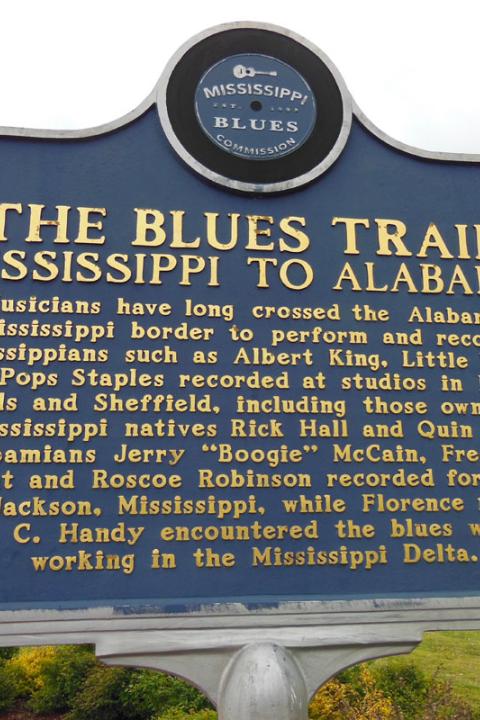 MISSISSIPPI
BLUES
COMMISSION
THE BLUES TRAI
SSISSIPPI TO ALABA
usicians have long crossed the Alaba
ississippi border to perform and rec
ssippians such as Albert King, Little
Pops Staples recorded at studios in
ls and Sheffield, including those own
ississippi natives Rick Hall and Quin
bamians Jerry "Boogie" McCain, Fre
t and Roscoe Robinson recorded for
Jackson, Mississippi, while Florence
C. Handy encountered the blues w
working in the Mississippi Delta.